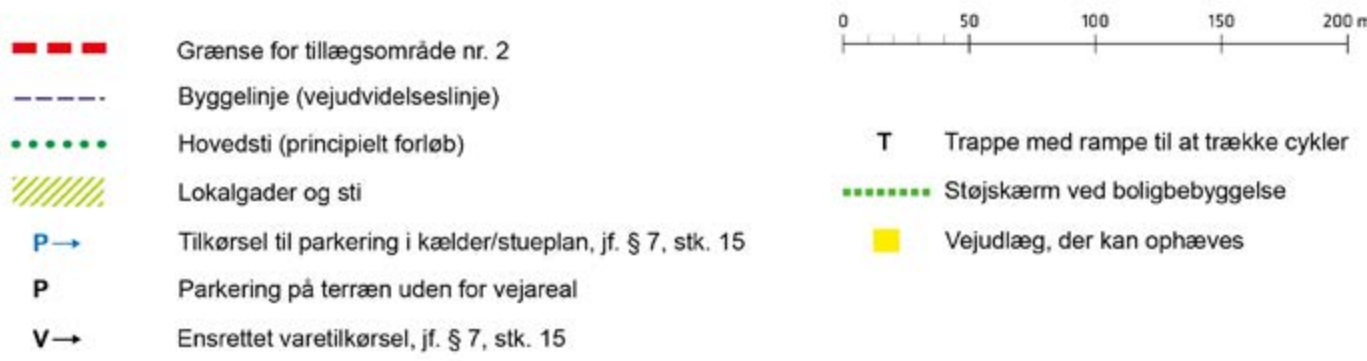 Grænse for tillægsområde nr. 2
Byggelinje (vejudvidelseslinje)
Hovedsti (principielt forløb)
Lokalgader og sti
P→ Tilkørsel til parkering i kælder/stueplan, jf. § 7, stk. 15
P Parkering på terræn uden for vejareal
V→ Ensrettet varetilkørsel, jf. § 7, stk. 15
0 50 100 150 200 m
T Trappe med rampe til at trække cykler
Støjskærm ved boligbebyggelse
Vejudlæg, der kan ophæves